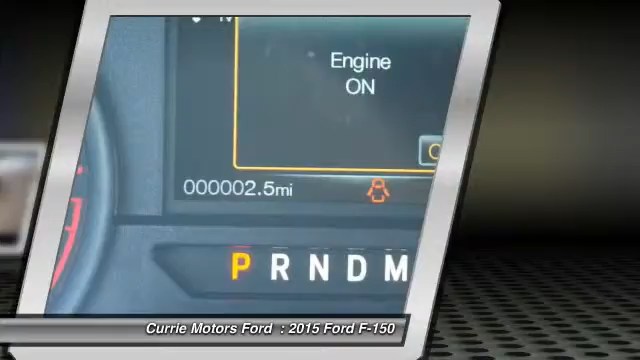 Engine
ON
000002.5mi
P R N D M
Currie Motors Ford : 2015 Ford F-150